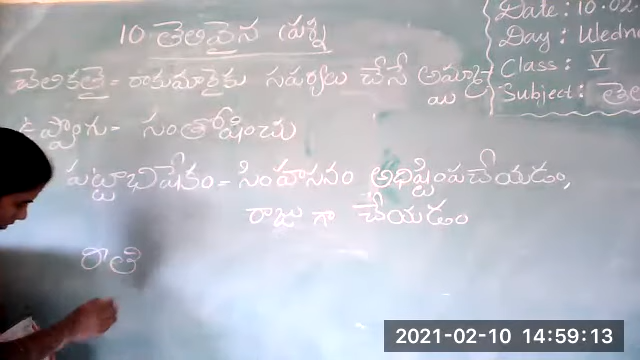 10. తెలివైన ప్రశ్న
Date: 10.02.
Day: Wedne
Class: V
Subject: తెల
చెలికత్తై = రాకుమార్తెకు సపర్యలు చేసే అమ్మాయి
ఉప్పొంగు = సంతోషించు
పట్టాభిషేకం = సింహాసనం అధిష్టింపచేయడం,
రాజు గా చేయడం
రాతి
2021-02-10 14:59:13